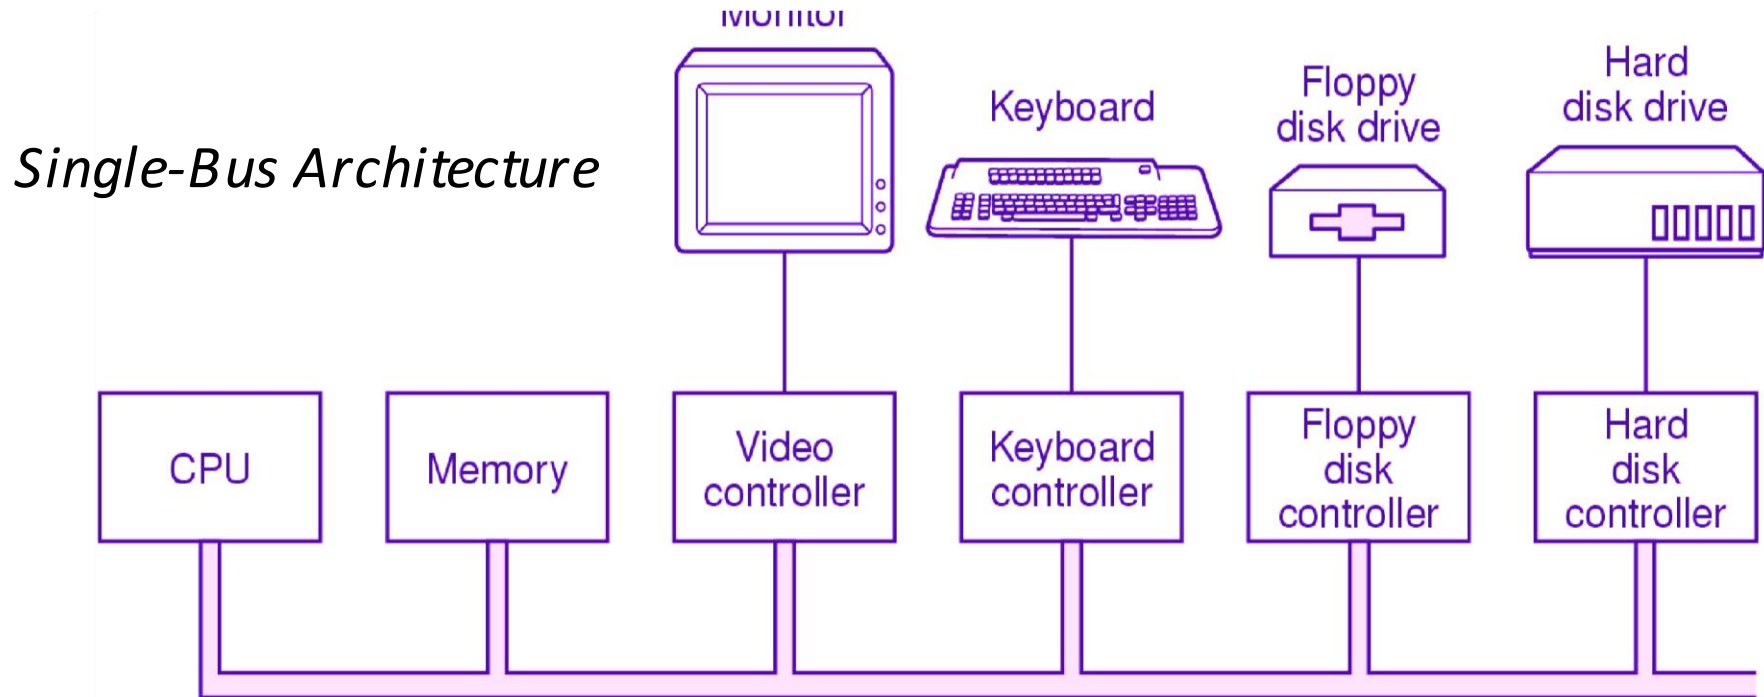 Monitor
Single-Bus Architecture
Keyboard
Floppy
disk drive
Hard
disk drive
CPU
Memory
Video
controller
Keyboard
controller
Floppy
disk
controller
Hard
disk
controller